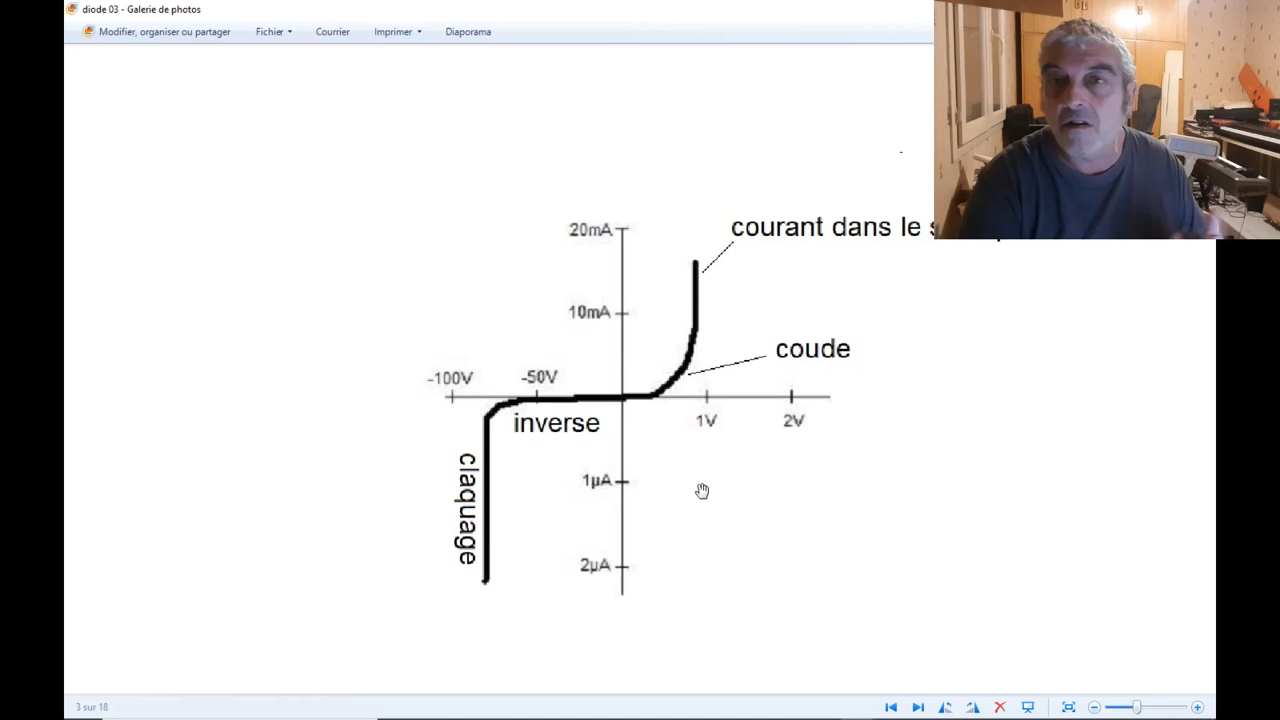 diode 03 - Galerie de photos
Modifier, organiser ou partager Fichier Courrier Imprimer Diaporama
courant dans le
20mA
10mA
coude
-100V -50V
inverse 1V 2V
claquage
1µA
2µA
3 sur 18